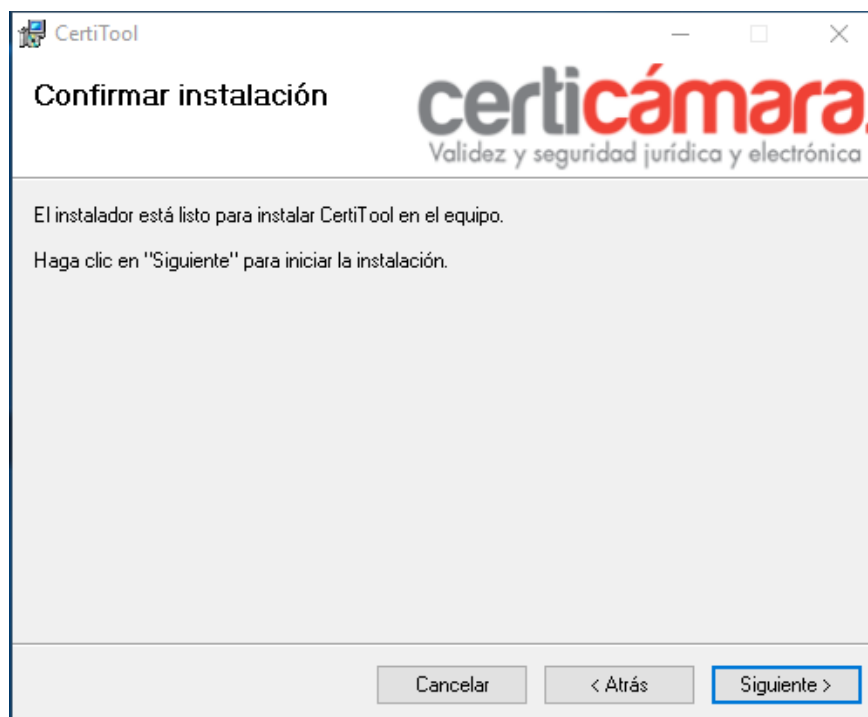 CertiTool
Confirmar instalación
certicámara.
Validez y seguridad jurídica y electrónica
El instalador está listo para instalar CertiTool en el equipo.
Haga clic en "Siguiente" para iniciar la instalación.
Cancelar
< Atrás
Siguiente >